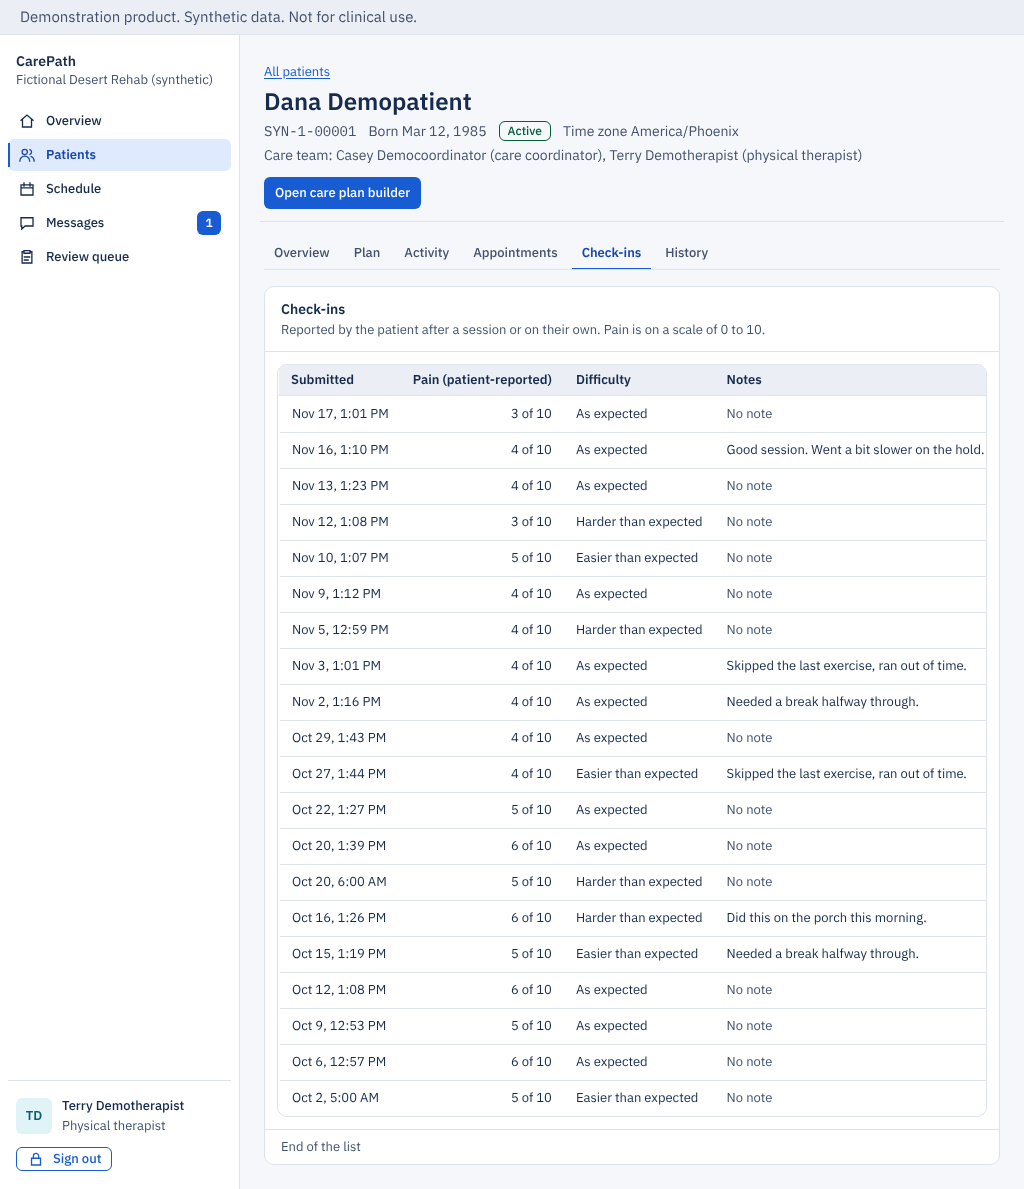 Demonstration product. Synthetic data. Not for clinical use.
CarePath
Fictional Desert Rehab (synthetic)
Overview
Patients
Schedule
Messages 1
Review queue
All patients
Dana Demopatient
SYN-1-00001 Born Mar 12, 1985 Active Time zone America/Phoenix
Care team: Casey Democoordinator (care coordinator), Terry Demotherapist (physical therapist)
Open care plan builder
Overview Plan Activity Appointments Check-ins History
Check-ins
Reported by the patient after a session or on their own. Pain is on a scale of 0 to 10.
Submitted Pain (patient-reported) Difficulty Notes
Nov 17, 1:01 PM 3 of 10 As expected No note
Nov 16, 1:10 PM 4 of 10 As expected Good session. Went a bit slower on the hold.
Nov 13, 1:23 PM 4 of 10 As expected No note
Nov 12, 1:08 PM 3 of 10 Harder than expected No note
Nov 10, 1:07 PM 5 of 10 Easier than expected No note
Nov 9, 1:12 PM 4 of 10 As expected No note
Nov 5, 12:59 PM 4 of 10 Harder than expected No note
Nov 3, 1:01 PM 4 of 10 As expected Skipped the last exercise, ran out of time.
Nov 2, 1:16 PM 4 of 10 As expected Needed a break halfway through.
Oct 29, 1:43 PM 4 of 10 As expected No note
Oct 27, 1:44 PM 4 of 10 Easier than expected Skipped the last exercise, ran out of time.
Oct 22, 1:27 PM 5 of 10 As expected No note
Oct 20, 1:39 PM 6 of 10 As expected No note
Oct 20, 6:00 AM 5 of 10 Harder than expected No note
Oct 16, 1:26 PM 6 of 10 Harder than expected Did this on the porch this morning.
Oct 15, 1:19 PM 5 of 10 Easier than expected Needed a break halfway through.
Oct 12, 1:08 PM 6 of 10 As expected No note
Oct 9, 12:53 PM 5 of 10 As expected No note
Oct 6, 12:57 PM 6 of 10 As expected No note
Oct 2, 5:00 AM 5 of 10 Easier than expected No note
End of the list
TD
Terry Demotherapist
Physical therapist
Sign out